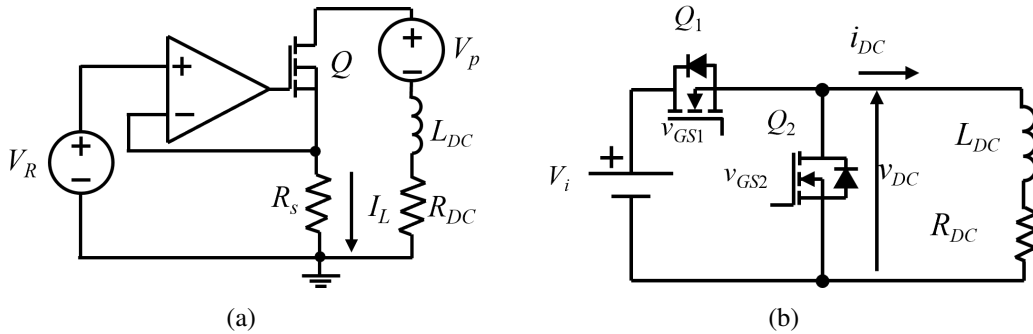 Q
V_p
V_R
L_DC
R_s
I_L
R_DC
(a)
Q_1
i_DC
v_GS1
Q_2
L_DC
V_i
v_GS2
v_DC
R_DC
(b)